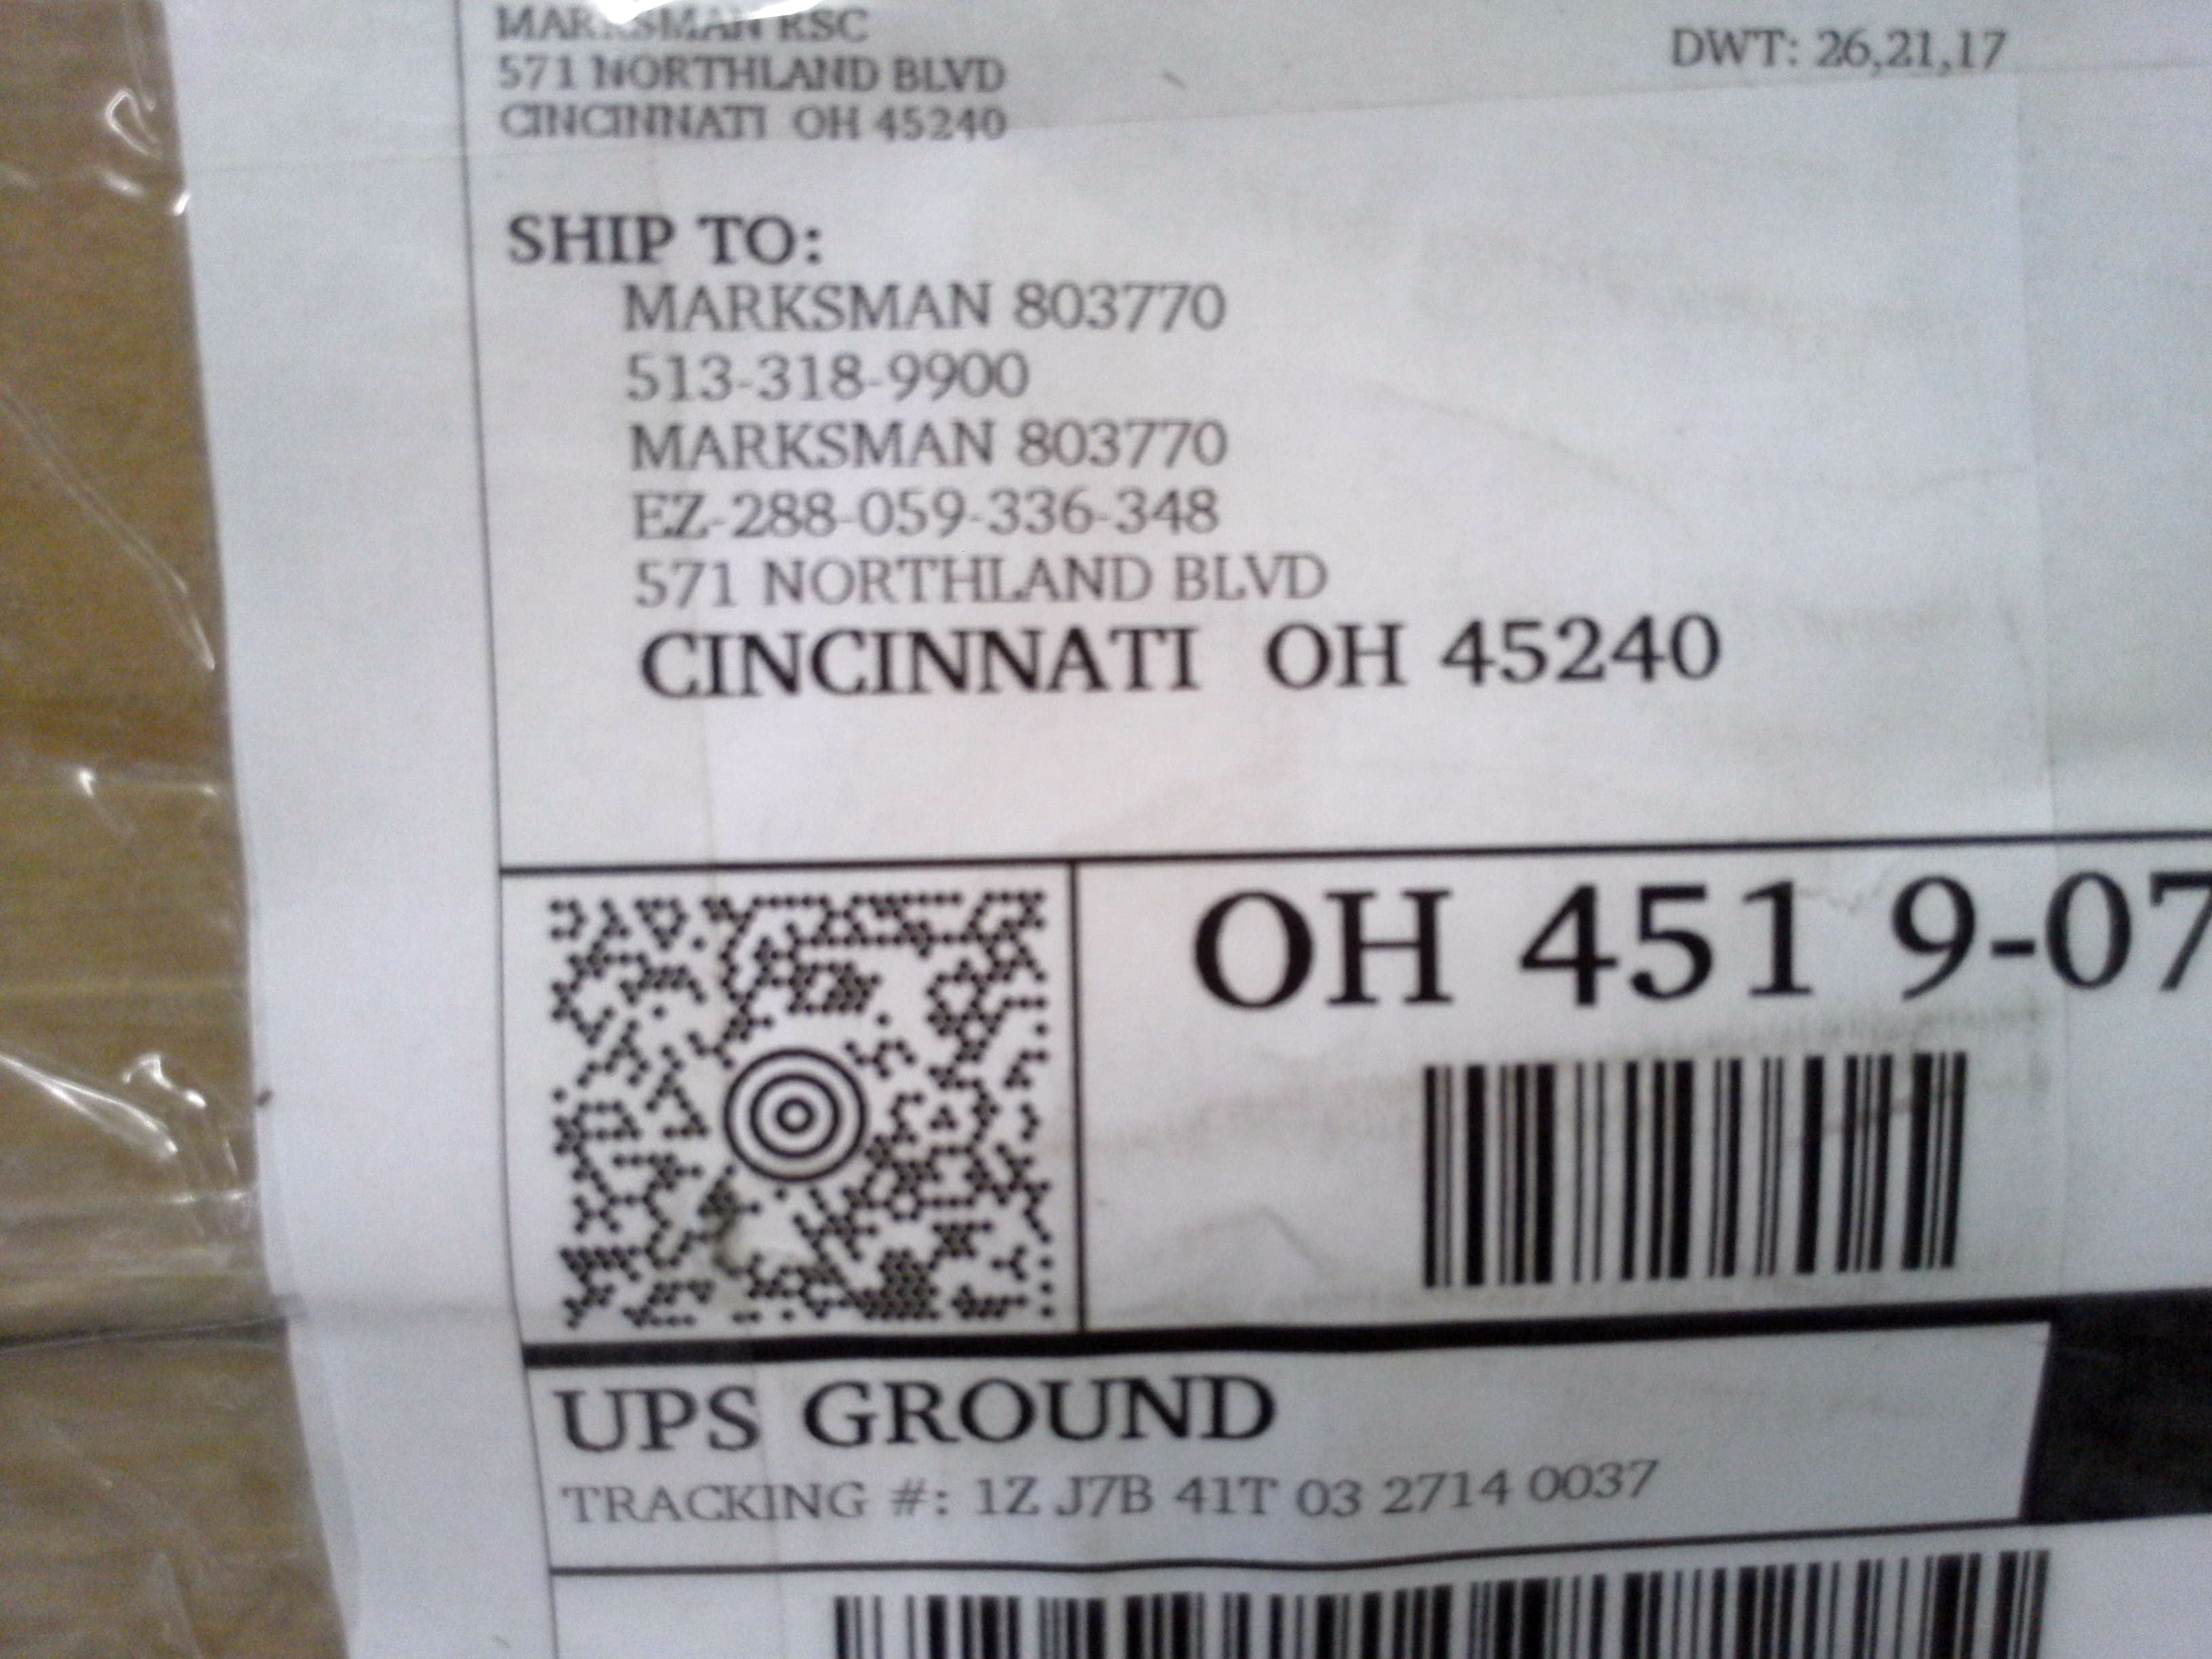 MARKSMAN RSC
571 NORTHLAND BLVD
CINCINNATI OH 45240
DWT: 26,21,17
SHIP TO:
MARKSMAN 803770
513-318-9900
MARKSMAN 803770
EZ-288-059-336-348
571 NORTHLAND BLVD
CINCINNATI OH 45240
OH 451 9-07
UPS GROUND
TRACKING #: 1Z J7B 41T 03 2714 0037